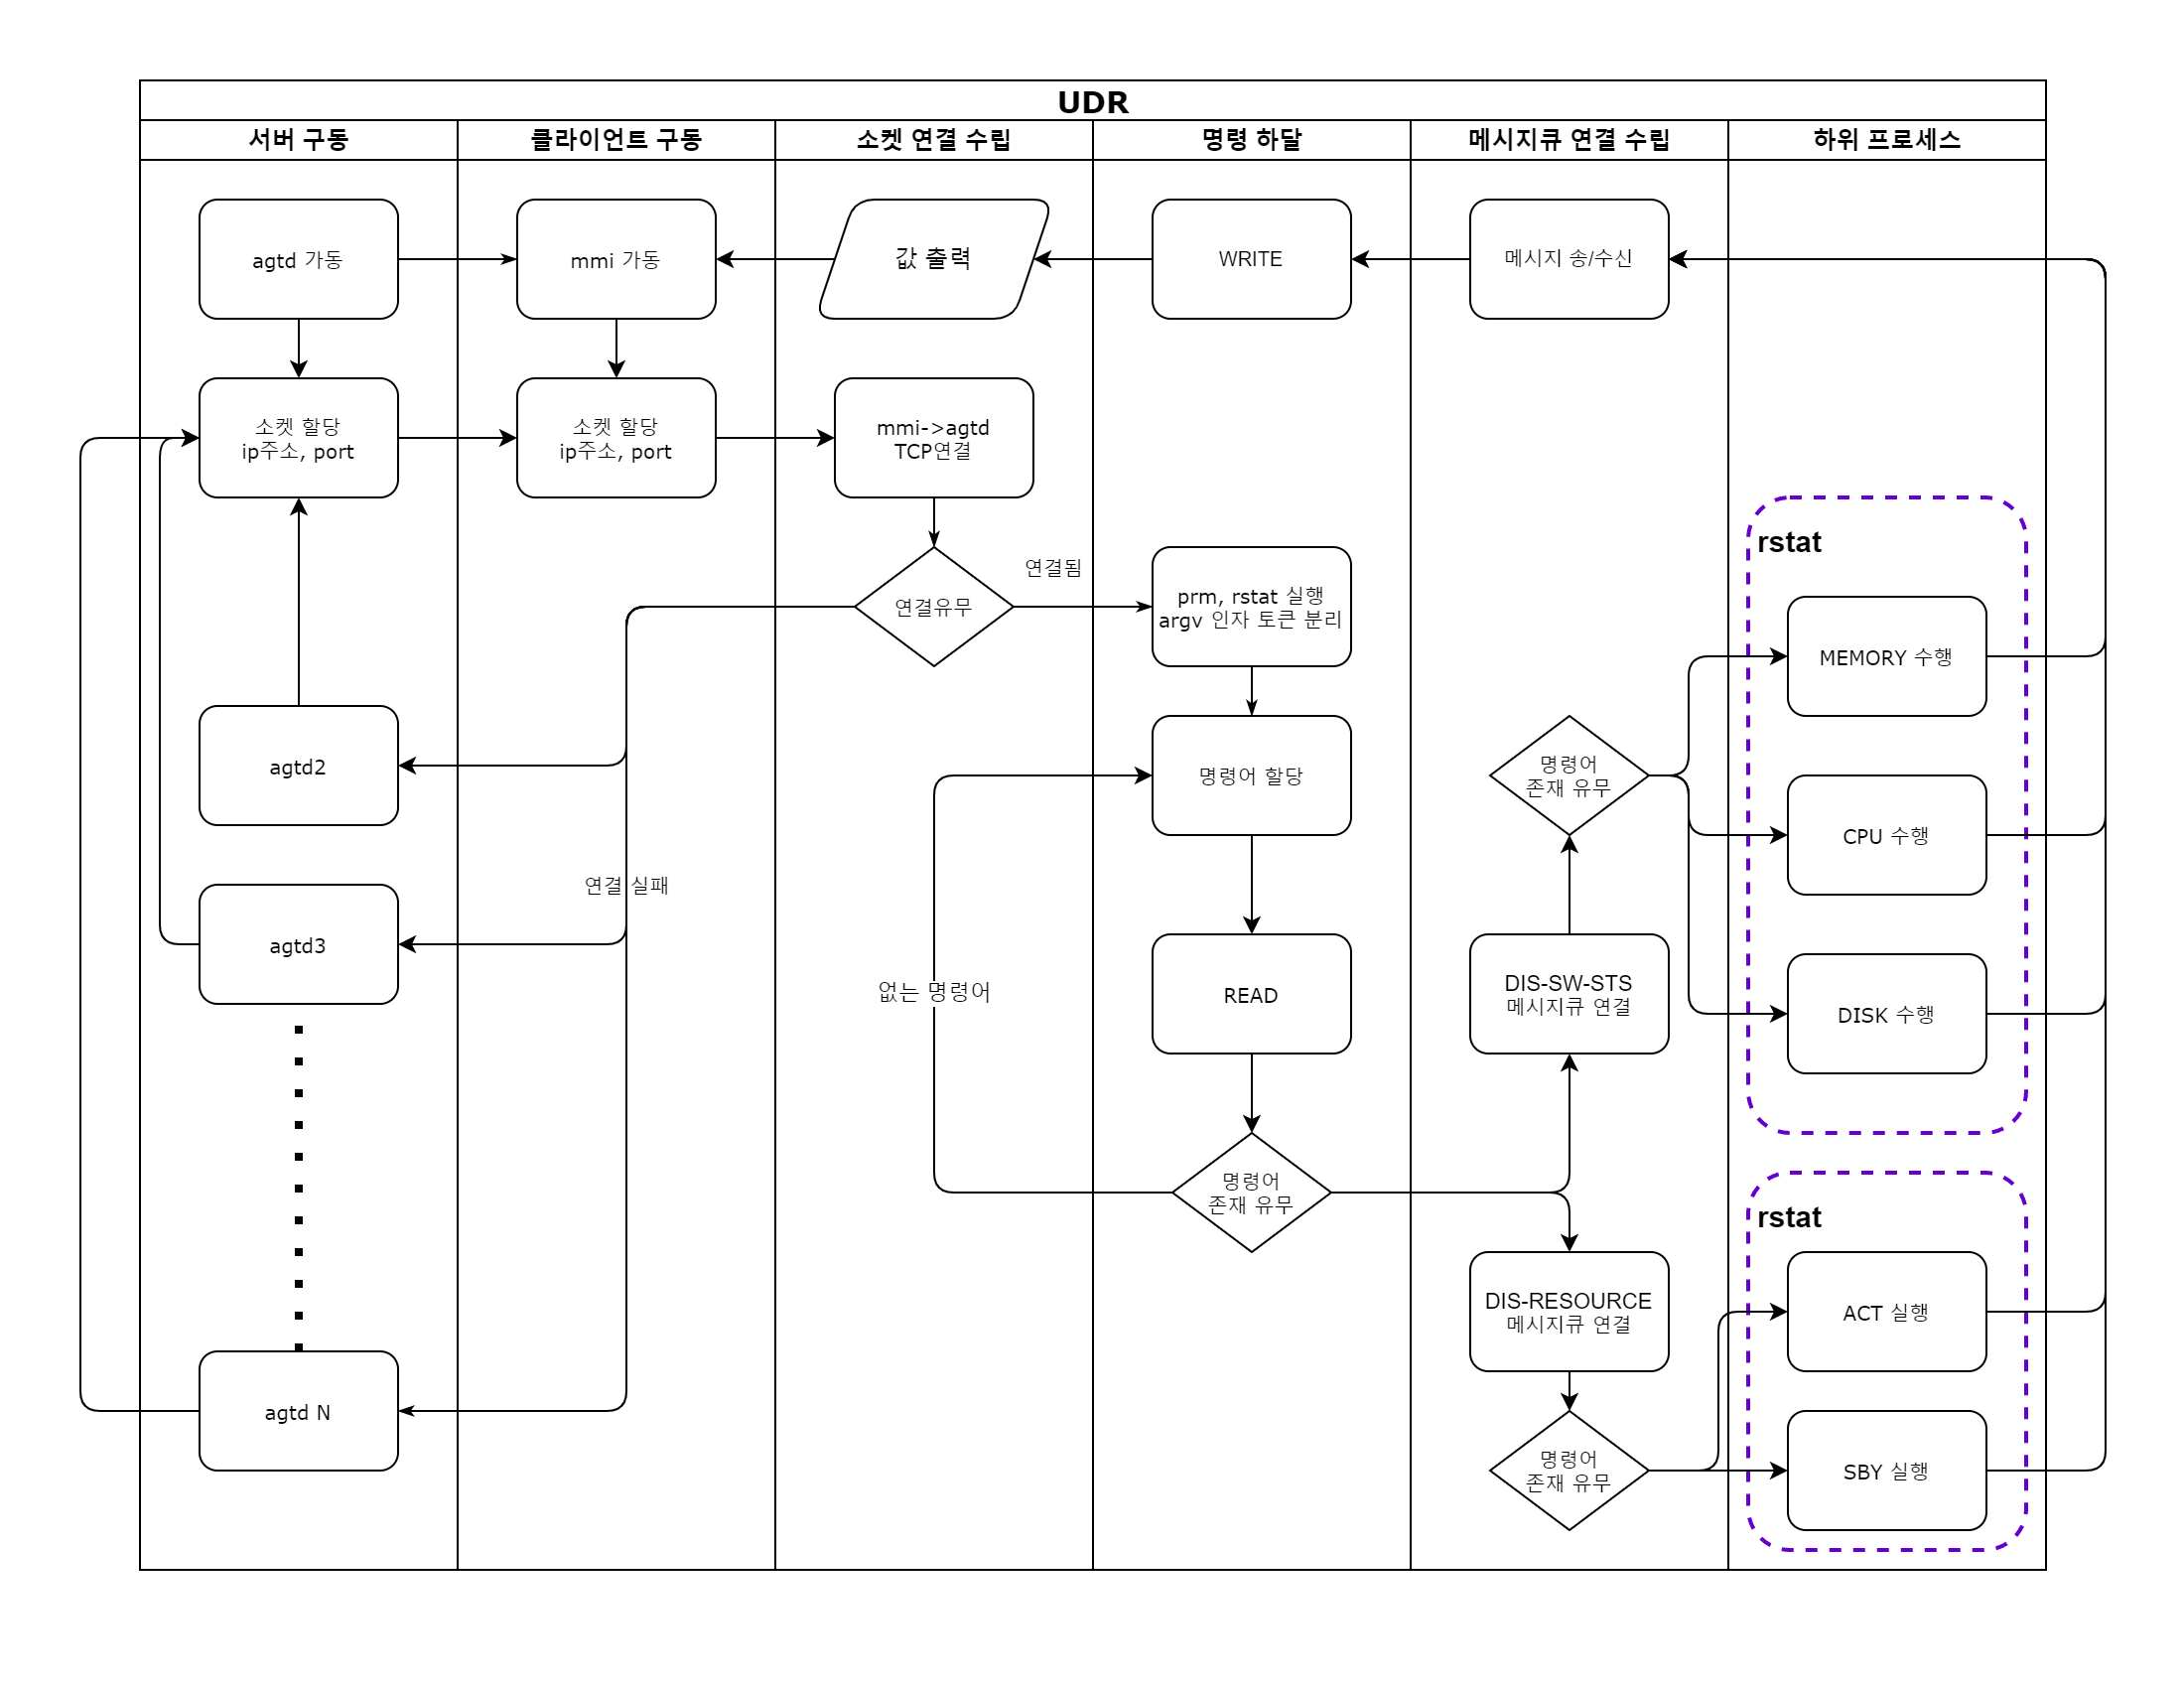 UDR
서버 구동
클라이언트 구동
소켓 연결 수립
명령 하달
메시지큐 연결 수립
하위 프로세스
agtd 가동
mmi 가동
값 출력
WRITE
메시지 송/수신
소켓 할당
ip주소, port
소켓 할당
ip주소, port
mmi->agtd
TCP연결
연결유무
연결됨
prm, rstat 실행
argv 인자 토큰 분리
rstat
MEMORY 수행
agtd2
명령어 할당
명령어
존재 유무
CPU 수행
연결 실패
agtd3
없는 명령어
READ
DIS-SW-STS
메시지큐 연결
DISK 수행
명령어
존재 유무
rstat
DIS-RESOURCE
메시지큐 연결
ACT 실행
agtd N
명령어
존재 유무
SBY 실행